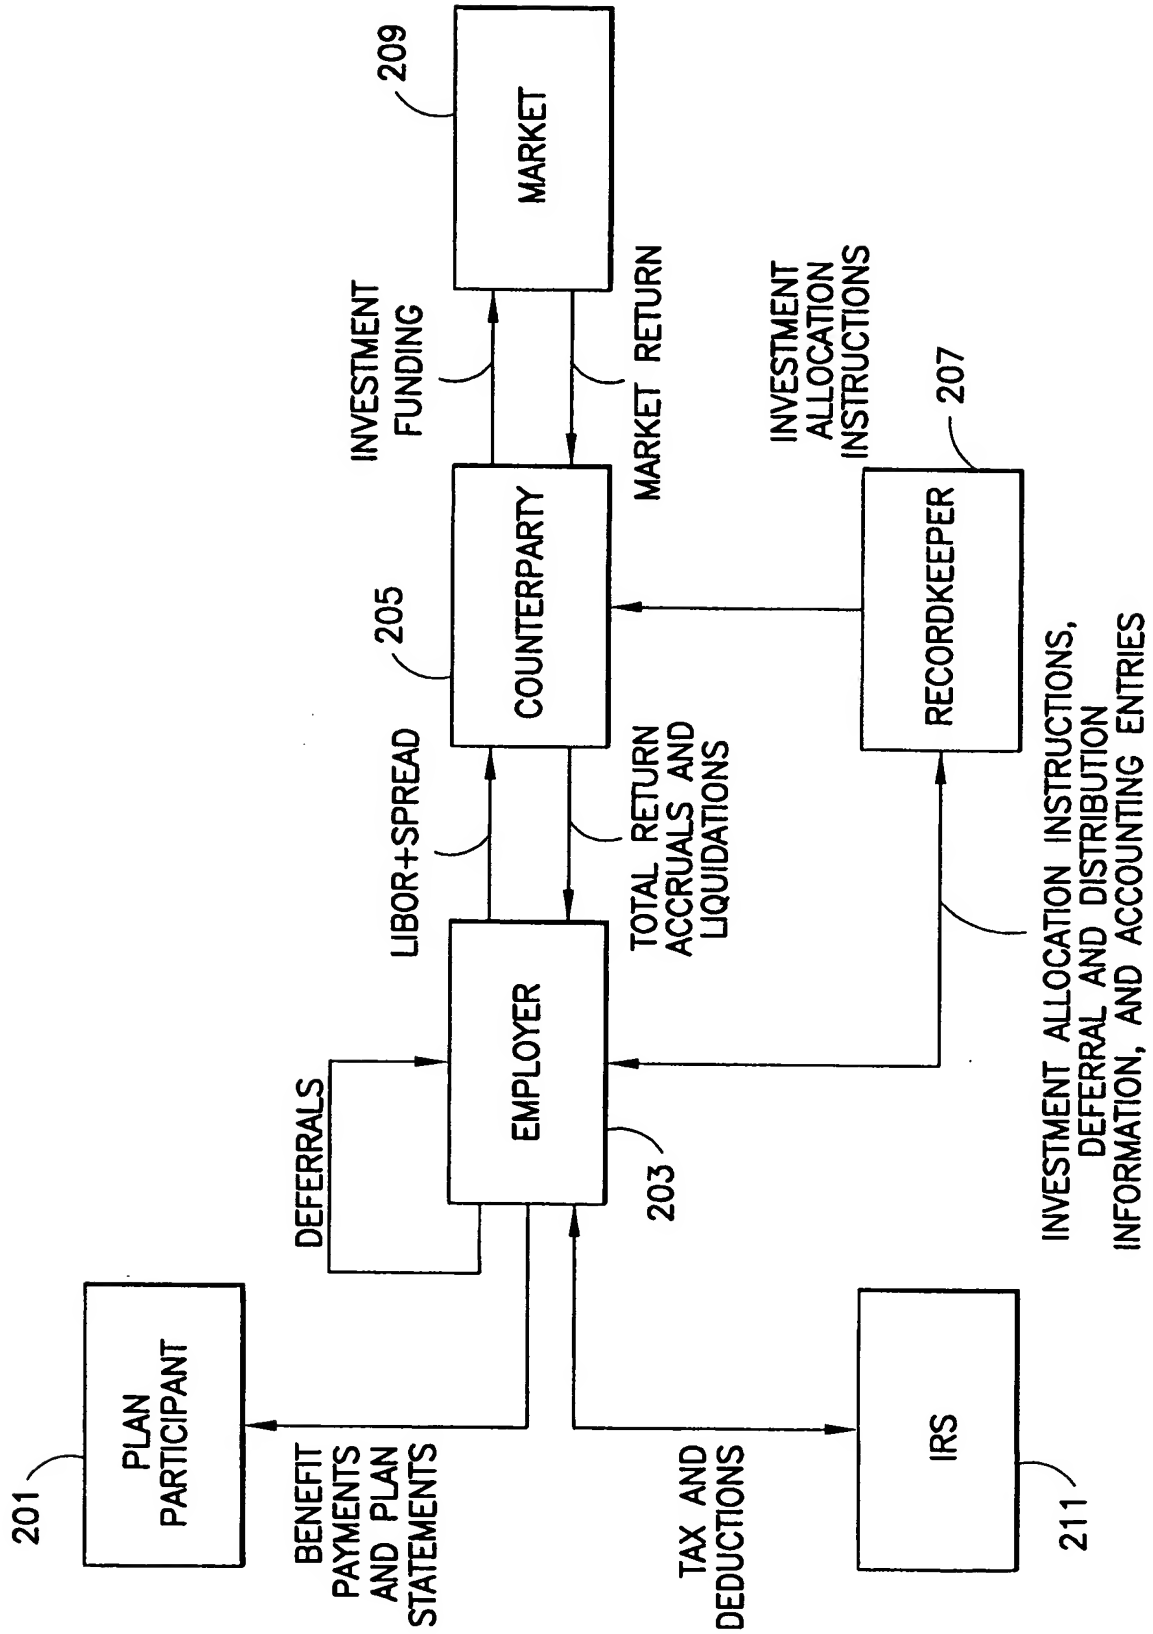 201
PLAN
PARTICIPANT
BENEFIT
PAYMENTS
AND PLAN
STATEMENTS
DEFERRALS
EMPLOYER
203
TAX AND
DEDUCTIONS
IRS
211
LIBOR+SPREAD
TOTAL RETURN
ACCRUALS AND
LIQUIDATIONS
205
COUNTERPARTY
INVESTMENT
FUNDING
MARKET RETURN
209
MARKET
INVESTMENT
ALLOCATION
INSTRUCTIONS
207
RECORDKEEPER
INVESTMENT ALLOCATION INSTRUCTIONS,
DEFERRAL AND DISTRIBUTION
INFORMATION, AND ACCOUNTING ENTRIES